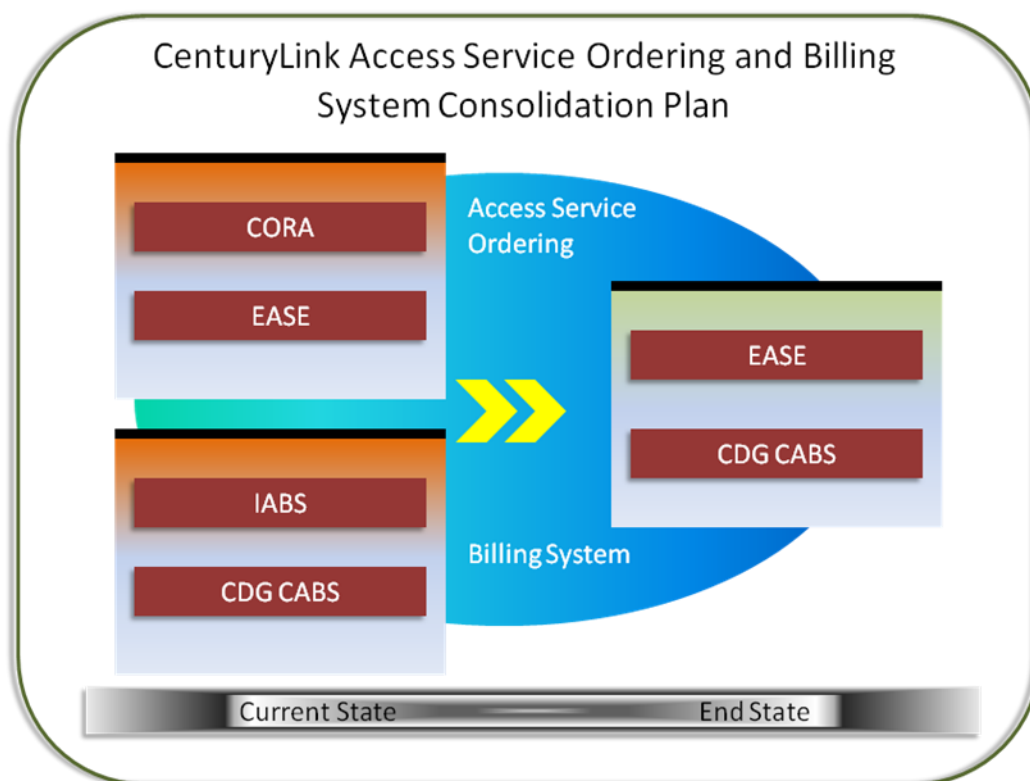 CenturyLink Access Service Ordering and Billing
System Consolidation Plan
CORA
EASE
Access Service
Ordering
IABS
CDG CABS
Billing System
EASE
CDG CABS
Current State
End State